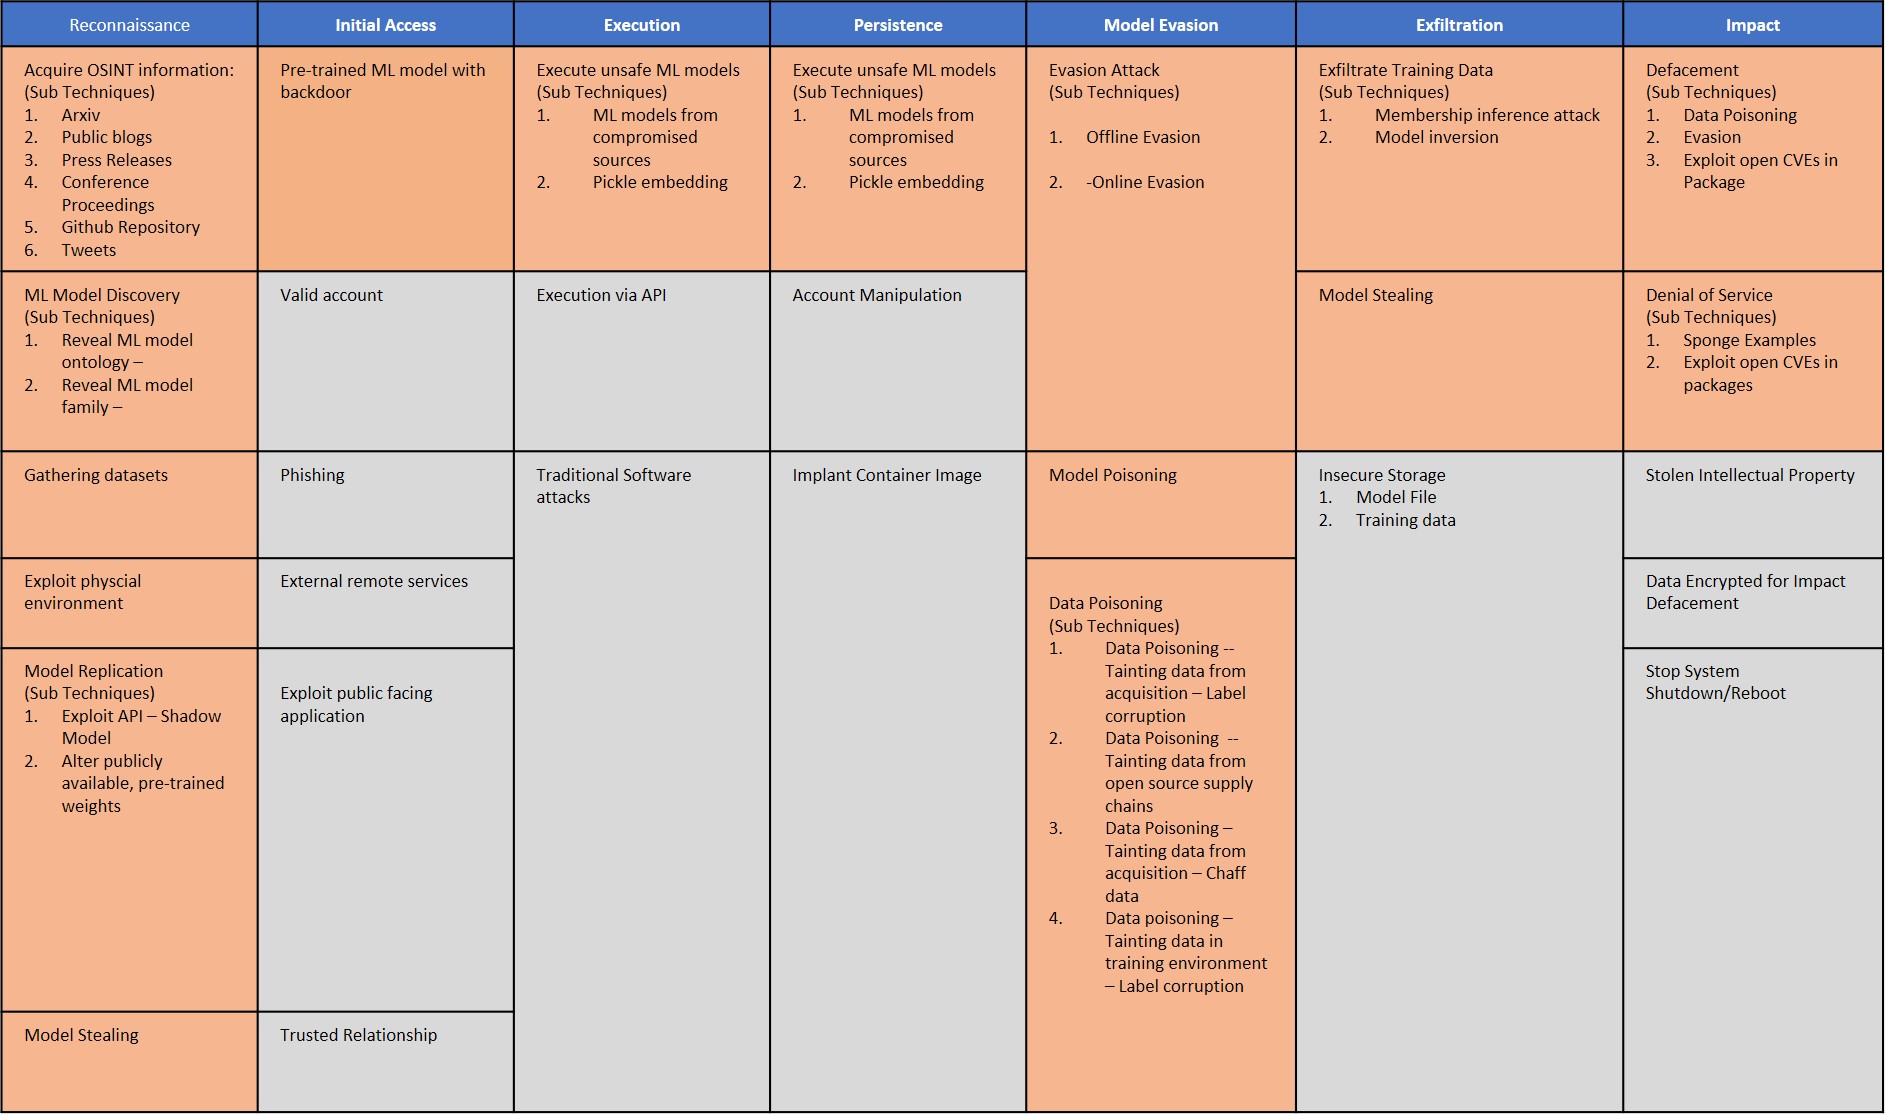 Reconnaissance
Initial Access
Execution
Persistence
Model Evasion
Exfiltration
Impact
Acquire OSINT information:
(Sub Techniques)
1. Arxiv
2. Public blogs
3. Press Releases
4. Conference
Proceedings
5. Github Repository
6. Tweets
Pre-trained ML model with
backdoor
Execute unsafe ML models
(Sub Techniques)
1. ML models from
compromised
sources
2. Pickle embedding
Execute unsafe ML models
(Sub Techniques)
1. ML models from
compromised
sources
2. Pickle embedding
Evasion Attack
(Sub Techniques)
1. Offline Evasion
2. -Online Evasion
Exfiltrate Training Data
(Sub Techniques)
1. Membership inference attack
2. Model inversion
Defacement
(Sub Techniques)
1. Data Poisoning
2. Evasion
3. Exploit open CVEs in
Package
ML Model Discovery
(Sub Techniques)
1. Reveal ML model
ontology –
2. Reveal ML model
family –
Valid account
Execution via API
Account Manipulation
Model Stealing
Denial of Service
(Sub Techniques)
1. Sponge Examples
2. Exploit open CVEs in
packages
Gathering datasets
Phishing
Traditional Software
attacks
Implant Container Image
Model Poisoning
Insecure Storage
1. Model File
2. Training data
Stolen Intellectual Property
Exploit physcial
environment
External remote services
Data Poisoning
(Sub Techniques)
1. Data Poisoning --
Tainting data from
acquisition – Label
corruption
2. Data Poisoning --
Tainting data from
open source supply
chains
3. Data Poisoning –
Tainting data from
acquisition – Chaff
data
4. Data poisoning –
Tainting data in
training environment
– Label corruption
Data Encrypted for Impact
Defacement
Model Replication
(Sub Techniques)
1. Exploit API – Shadow
Model
2. Alter publicly
available, pre-trained
weights
Exploit public facing
application
Stop System
Shutdown/Reboot
Model Stealing
Trusted Relationship